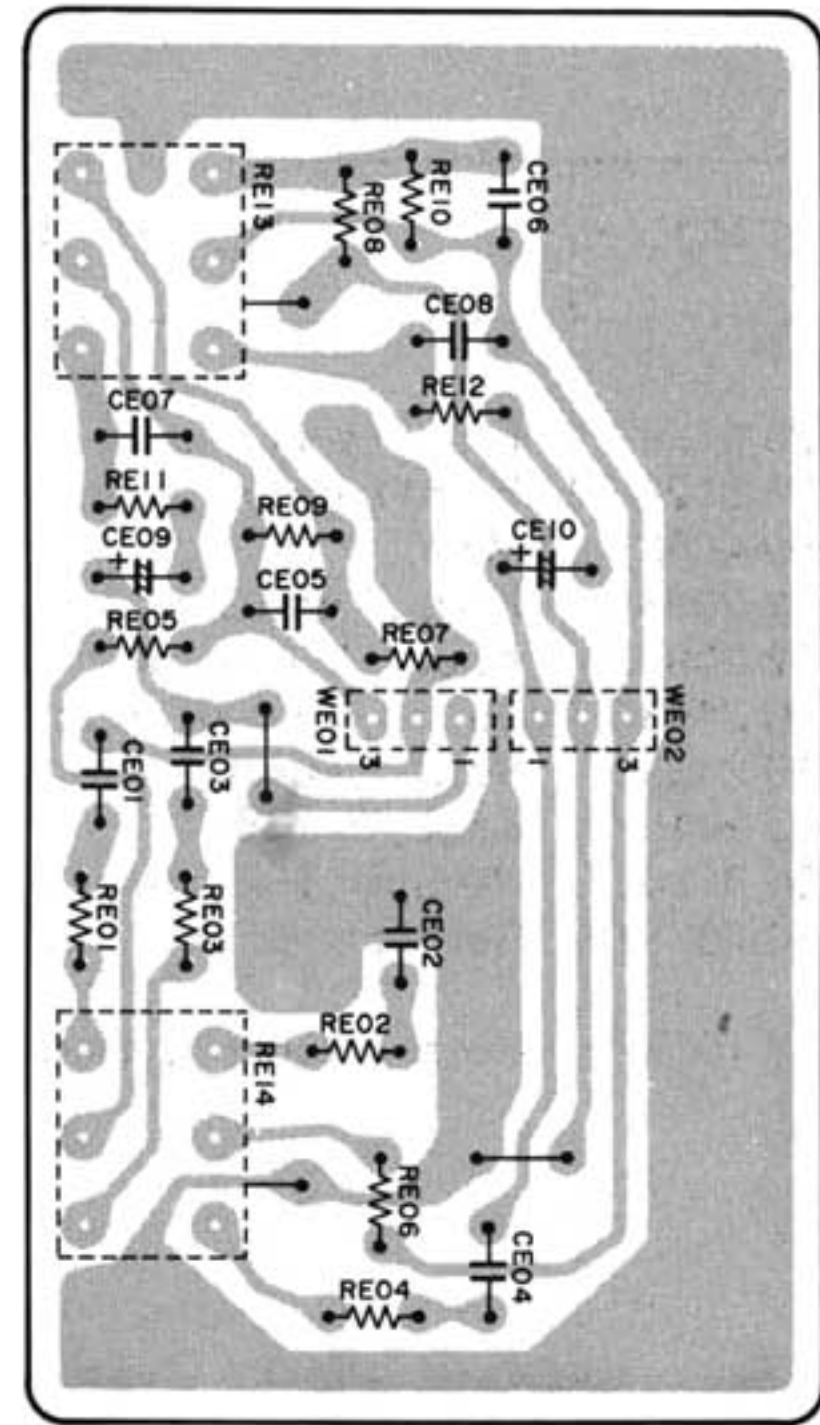 RE13
RE08
RE10
CE06
CE08
RE12
CE07
RE11
RE09
+
CE09
+
CE10
CE05
RE05
RE07
WE01
3
1
1
3
WE02
CE01
CE03
RE01
RE03
CE02
RE02
RE14
RE06
CE04
RE04